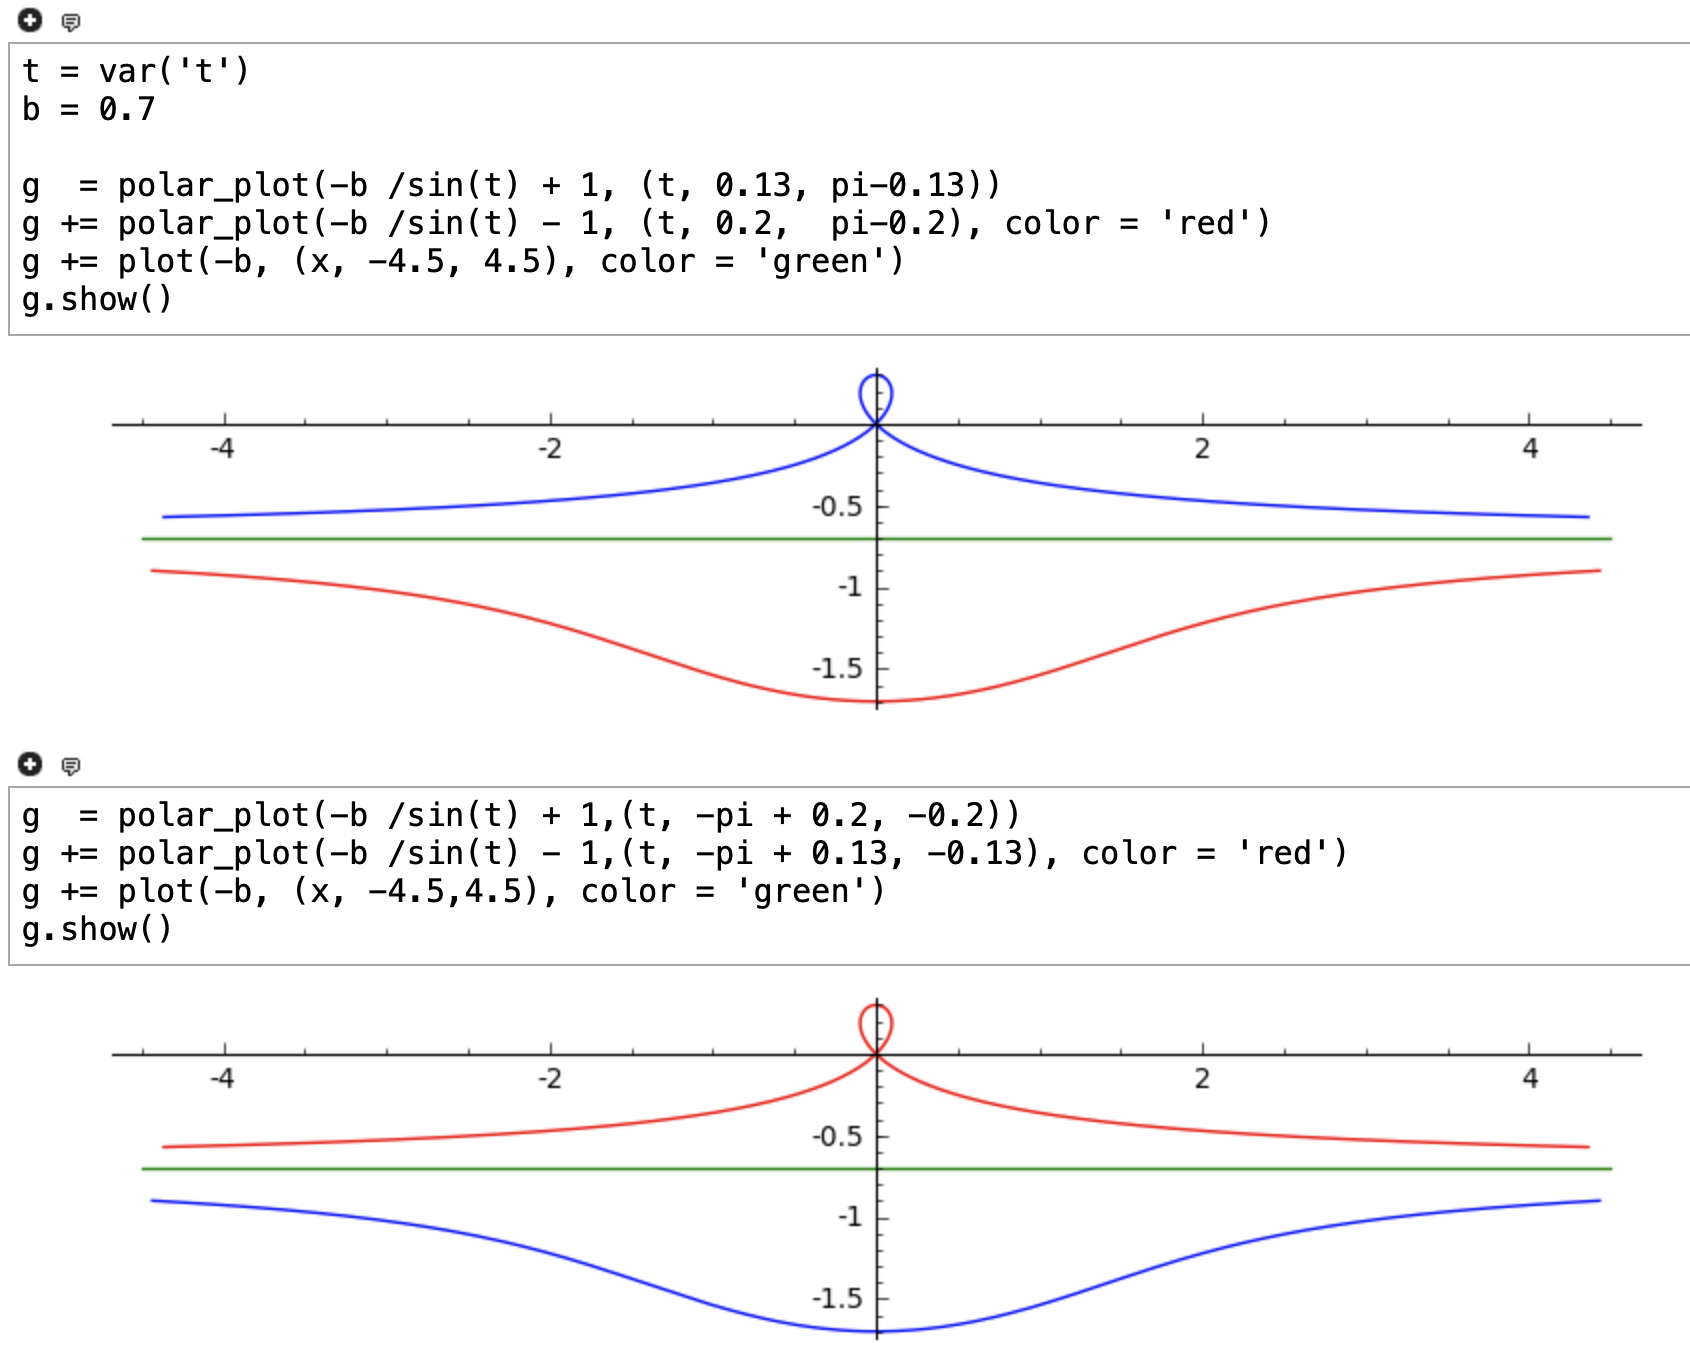 t = var('t')
b = 0.7
g  = polar_plot(-b /sin(t) + 1, (t, 0.13, pi-0.13))
g += polar_plot(-b /sin(t) - 1, (t, 0.2,  pi-0.2), color = 'red')
g += plot(-b, (x, -4.5, 4.5), color = 'green')
g.show()
-4 -2 2 4
-0.5
-1
-1.5
g  = polar_plot(-b /sin(t) + 1,(t, -pi + 0.2, -0.2))
g += polar_plot(-b /sin(t) - 1,(t, -pi + 0.13, -0.13), color = 'red')
g += plot(-b, (x, -4.5,4.5), color = 'green')
g.show()
-4 -2 2 4
-0.5
-1
-1.5